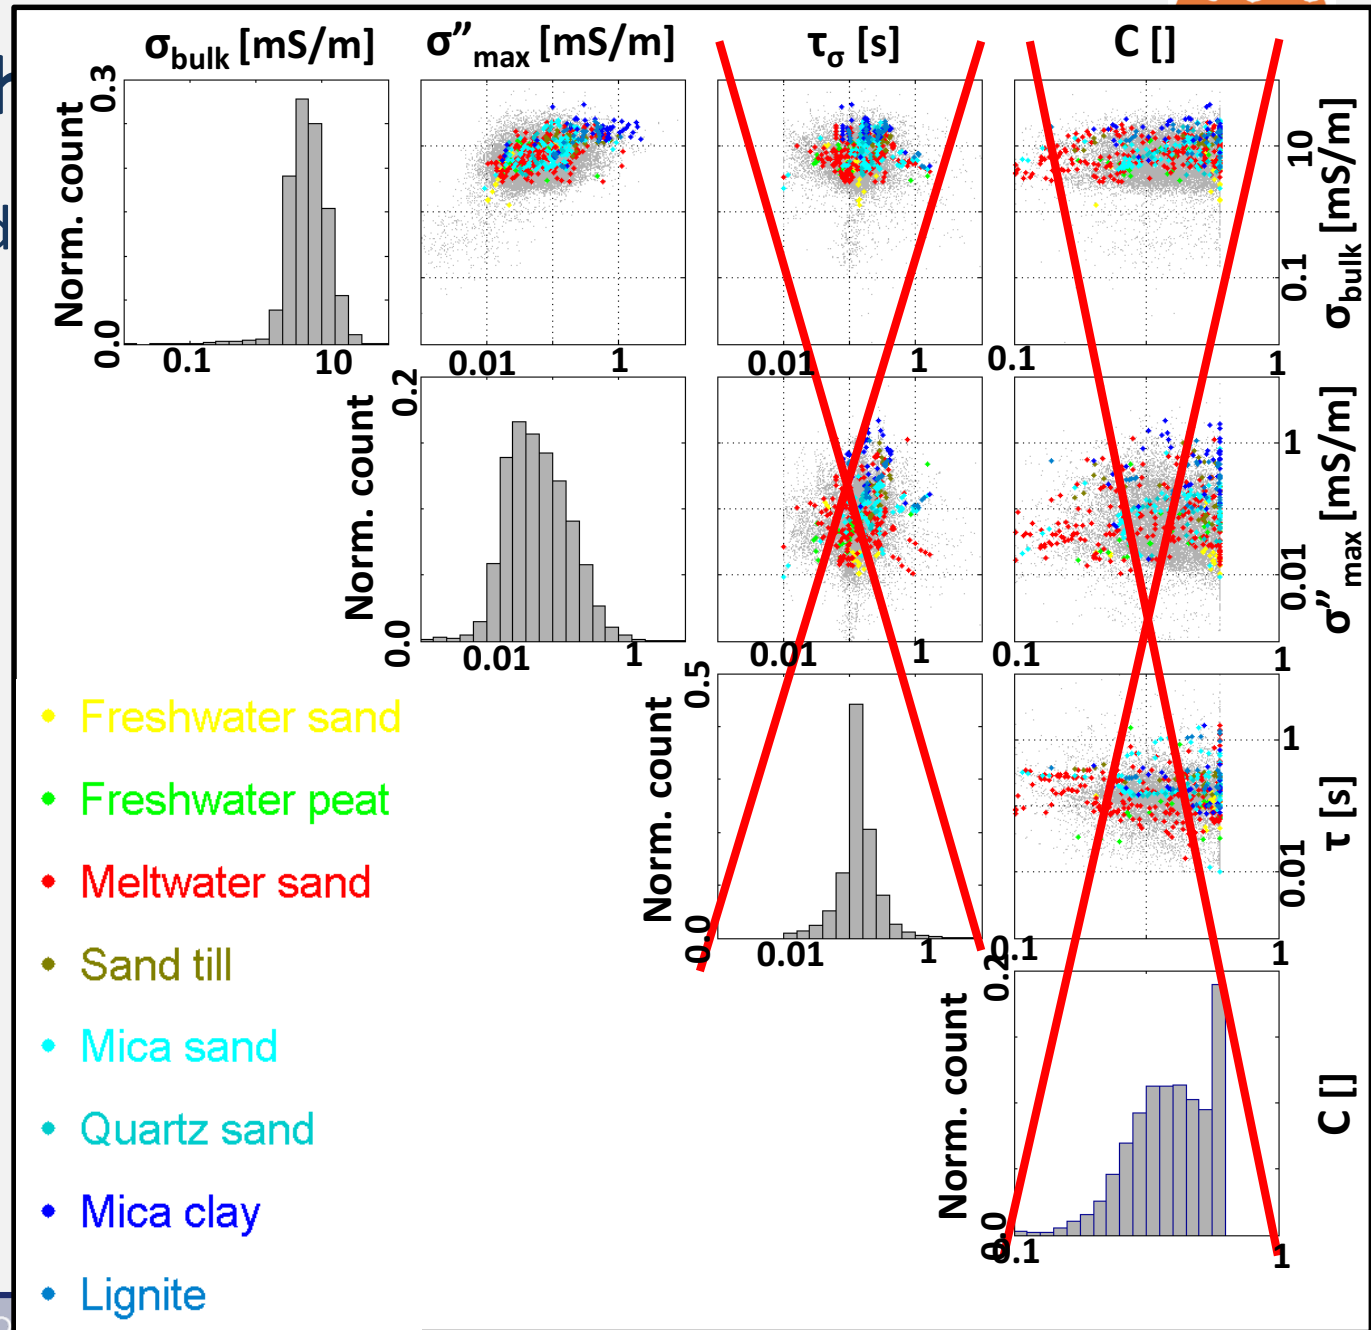 σbulk [mS/m] σ″max [mS/m] τσ [s] C []
Norm. count
0.3
0.0
0.1 10
0.01 1
0.01 1
0.1 1
10
0.1
σbulk [mS/m]
Norm. count
0.2
0.0
0.01 1
0.01 1
0.1 1
1
0.01
σ″max [mS/m]
Norm. count
0.5
0.0
0.01 1
0.1 1
1
0.01
τ [s]
Norm. count
0.2
0.0
0.1 1
C []
• Freshwater sand
• Freshwater peat
• Meltwater sand
• Sand till
• Mica sand
• Quartz sand
• Mica clay
• Lignite